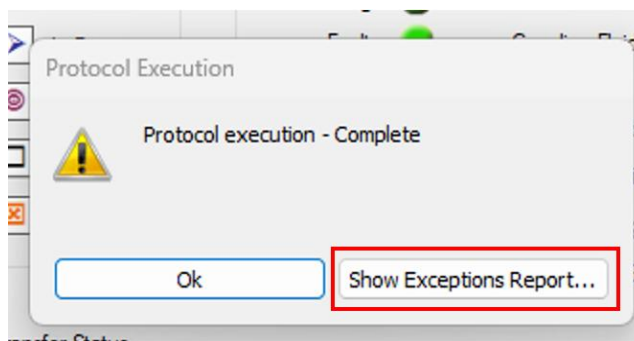 Protocol Execution
Protocol execution - Complete
Ok
Show Exceptions Report...